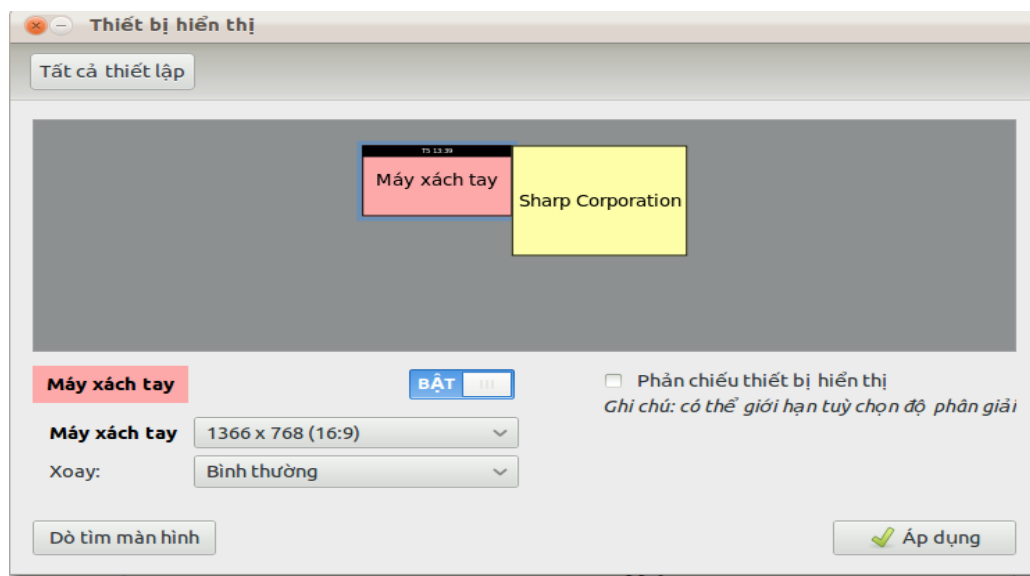 Thiết bị hiển thị
Tất cả thiết lập
T5 13:39
Máy xách tay
Sharp Corporation
Máy xách tay
BẬT
Phản chiếu thiết bị hiển thị
Ghi chú: có thể giới hạn tuỳ chọn độ phân giải
Máy xách tay
1366 x 768 (16:9)
Xoay:
Bình thường
Dò tìm màn hình
Áp dụng